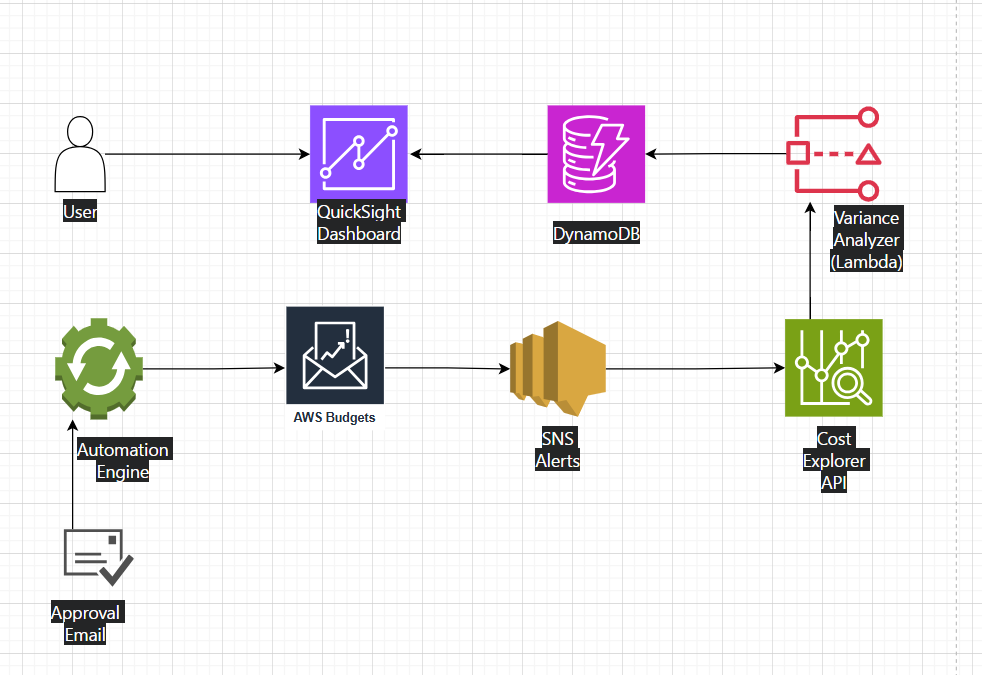 User
QuickSight
Dashboard
DynamoDB
Variance
Analyzer
(Lambda)
Automation
Engine
AWS Budgets
SNS
Alerts
Cost
Explorer
API
Approval
Email